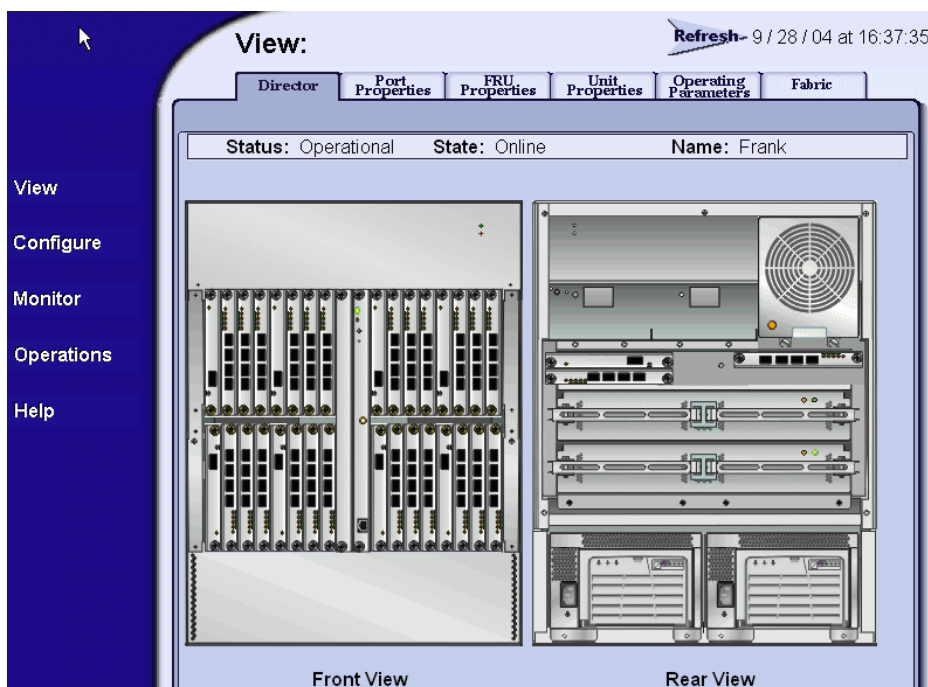 View:
Refresh- 9 / 28 / 04 at 16:37:35
Director
Port Properties
FRU Properties
Unit Properties
Operating Parameters
Fabric
Status: Operational State: Online Name: Frank
View
Configure
Monitor
Operations
Help
Front View Rear View